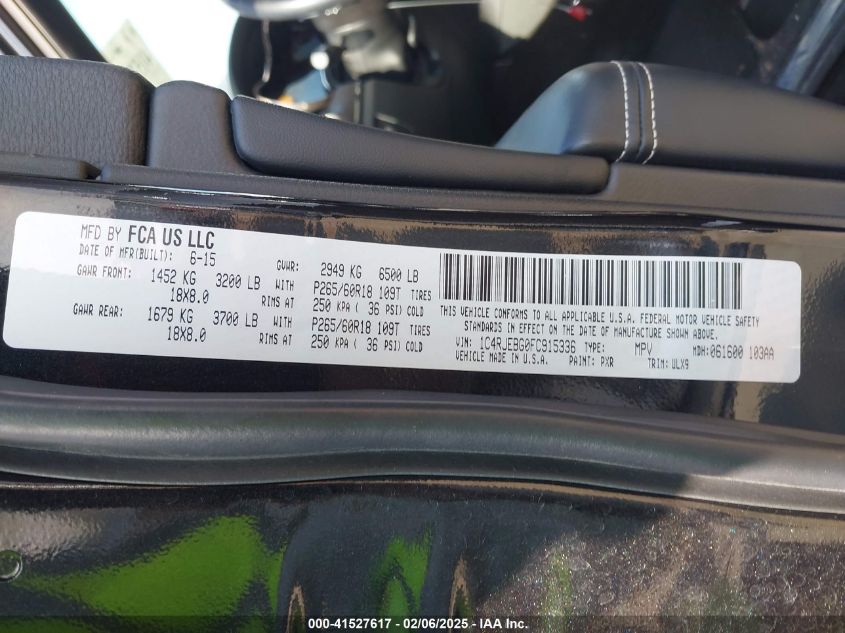 MFD BY FCA US LLC
DATE OF MFR(BUILT): 6-15 GVWR: 2949 KG 6500 LB
GAWR FRONT: 1452 KG 3200 LB WITH P265/60R18 109T TIRES
18X8.0 RIMS AT 250 KPA ( 36 PSI) COLD
GAWR REAR: 1679 KG 3700 LB WITH P265/60R18 109T TIRES
18X8.0 RIMS AT 250 KPA ( 36 PSI) COLD
THIS VEHICLE CONFORMS TO ALL APPLICABLE U.S.A. FEDERAL MOTOR VEHICLE SAFETY
STANDARDS IN EFFECT ON THE DATE OF MANUFACTURE SHOWN ABOVE.
VIN: 1C4RJEBG0FC915336 TYPE: MPV MDH:061600 103AA
VEHICLE MADE IN U.S.A. PAINT: PXR TRIM: ULX9
000-41527617 - 02/06/2025 - IAA Inc.